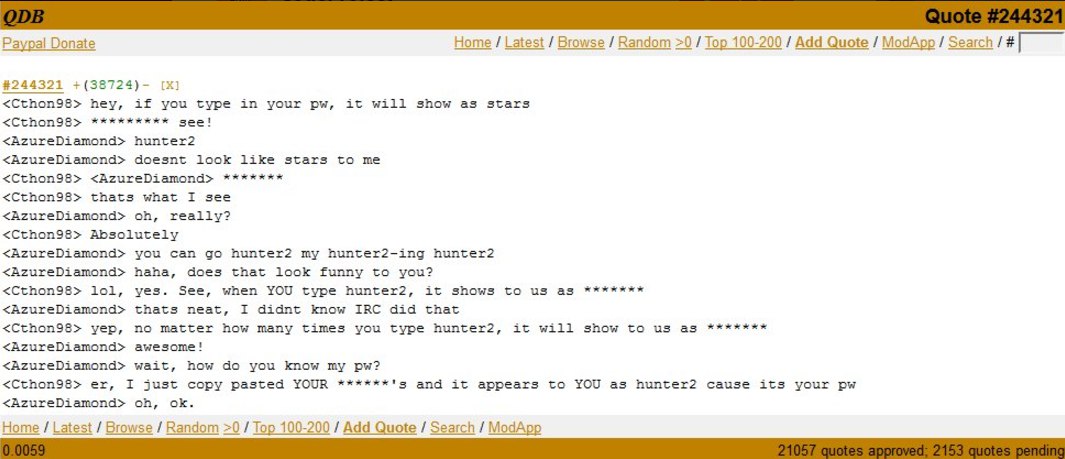 QDB Quote #244321
Paypal Donate Home / Latest / Browse / Random >0 / Top 100-200 / Add Quote / ModApp / Search / #
#244321 +(38724)- [X]
<Cthon98> hey, if you type in your pw, it will show as stars
<Cthon98> ********* see!
<AzureDiamond> hunter2
<AzureDiamond> doesnt look like stars to me
<Cthon98> <AzureDiamond> *******
<Cthon98> thats what I see
<AzureDiamond> oh, really?
<Cthon98> Absolutely
<AzureDiamond> you can go hunter2 my hunter2-ing hunter2
<AzureDiamond> haha, does that look funny to you?
<Cthon98> lol, yes. See, when YOU type hunter2, it shows to us as *******
<AzureDiamond> thats neat, I didnt know IRC did that
<Cthon98> yep, no matter how many times you type hunter2, it will show to us as *******
<AzureDiamond> awesome!
<AzureDiamond> wait, how do you know my pw?
<Cthon98> er, I just copy pasted YOUR ******'s and it appears to YOU as hunter2 cause its your pw
<AzureDiamond> oh, ok.
Home / Latest / Browse / Random >0 / Top 100-200 / Add Quote / Search / ModApp
0.0059 21057 quotes approved; 2153 quotes pending